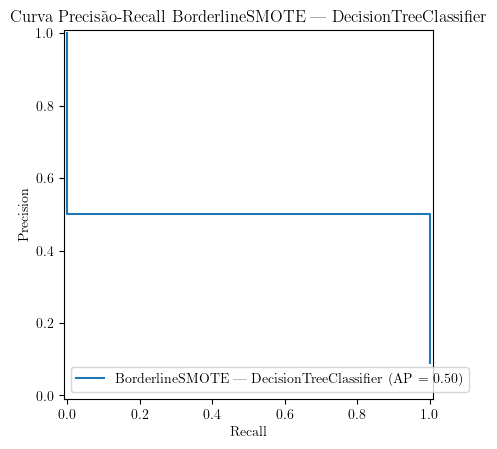 Curva Precisão-Recall BorderlineSMOTE — DecisionTreeClassifier
1.0
0.8
0.6
0.4
0.2
0.0
Precision
BorderlineSMOTE — DecisionTreeClassifier (AP = 0.50)
0.0 0.2 0.4 0.6 0.8 1.0
Recall